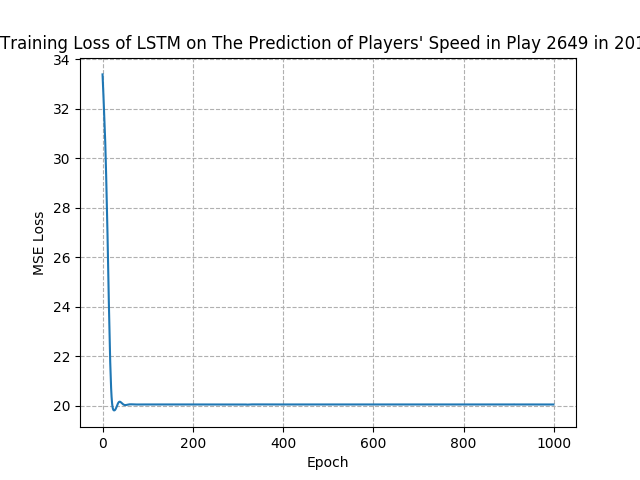 Training Loss of LSTM on The Prediction of Players' Speed in Play 2649 in 201
34
32
30
28
26
24
22
20
MSE Loss
0 200 400 600 800 1000
Epoch